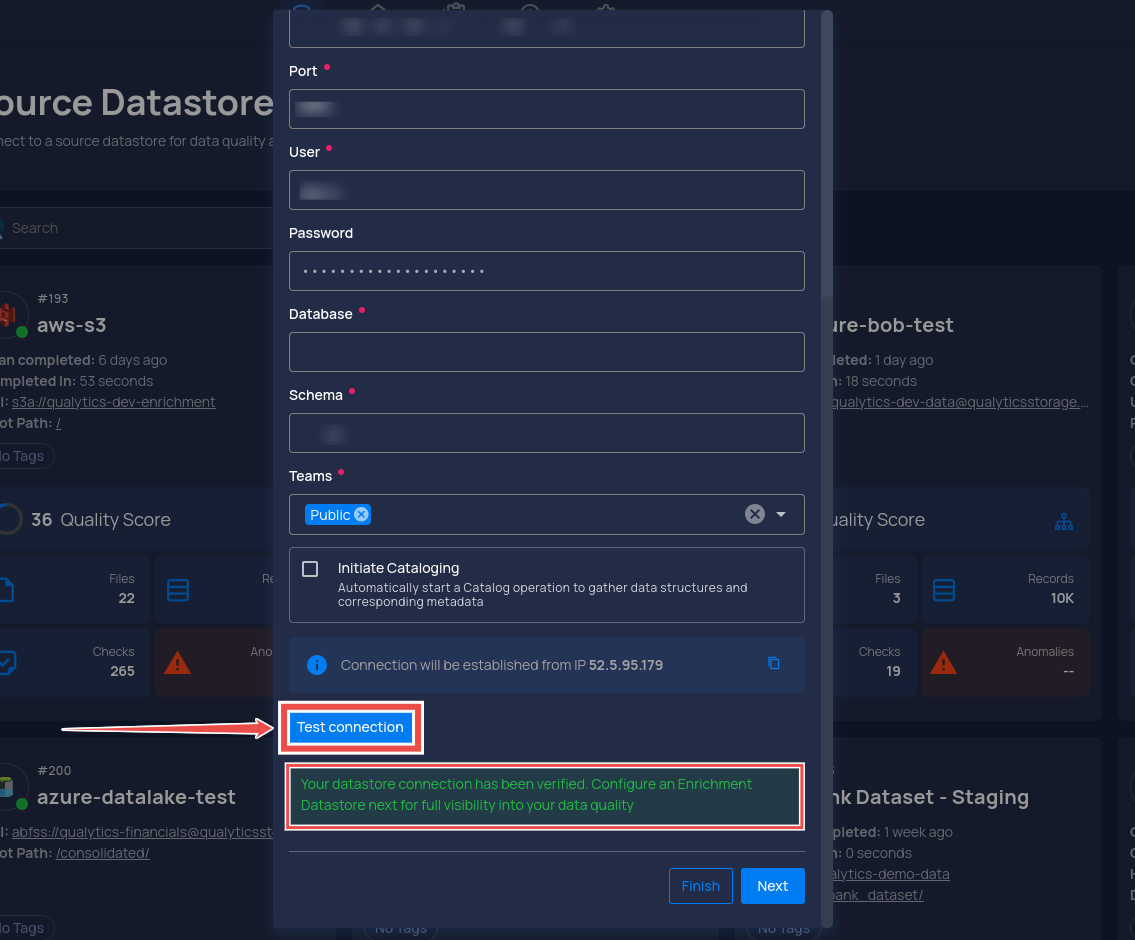 ource Datastore
nect to a source datastore for data quality a
Search
#193
aws-s3
an completed: 6 days ago
mpleted In: 53 seconds
I: s3a://qualytics-dev-enrichment
ot Path: /
o Tags
36 Quality Score
Files
22
Re
Checks
265
Ano
#200
azure-datalake-test
I: abfss://qualytics-financials@qualyticsst
ot Path: /consolidated/
o Tags
Port
User
Password
Database
Schema
Teams
Public
Initiate Cataloging
Automatically start a Catalog operation to gather data structures and
corresponding metadata
Connection will be established from IP 52.5.95.179
Test connection
Your datastore connection has been verified. Configure an Enrichment
Datastore next for full visibility into your data quality
Finish
Next
No Tags
ure-bob-test
leted: 1 day ago
n: 18 seconds
qualytics-dev-data@qualyticsstorage....
uality Score
Files
3
Records
10K
Checks
19
Anomalies
--
nk Dataset - Staging
pleted: 1 week ago
n: 0 seconds
alytics-demo-data
bank_dataset/
No Tags